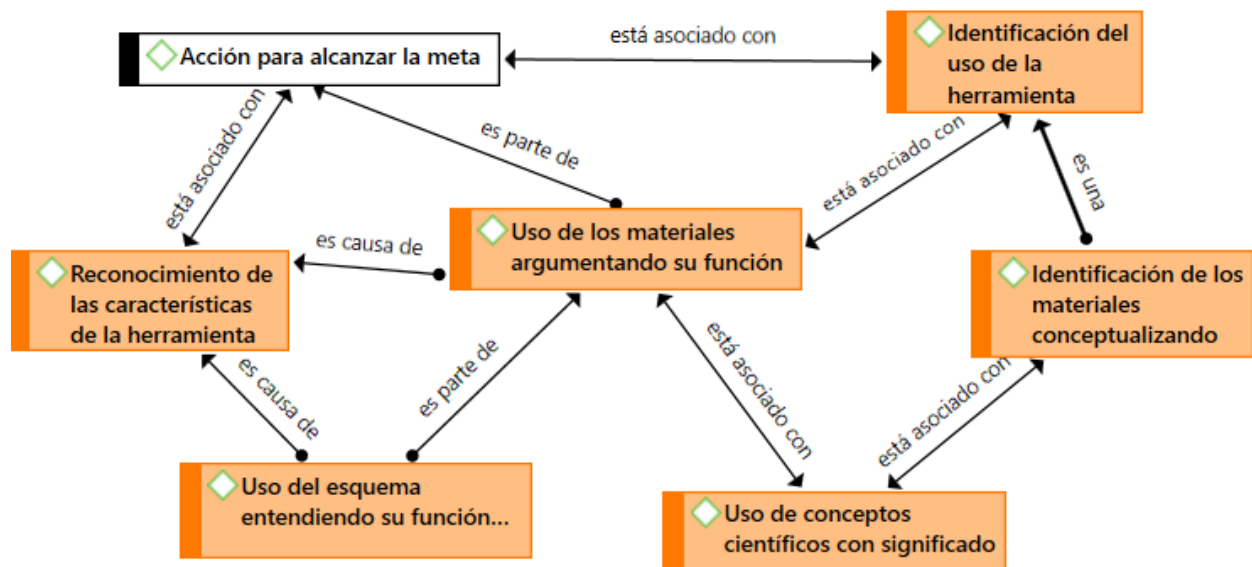 Acción para alcanzar la meta
está asociado con
Identificación del
uso de la
herramienta
está asociado con
es parte de
está asociado con
es una
es causa de
Uso de los materiales
argumentando su función
Reconocimiento de
las características
de la herramienta
Identificación de los
materiales
conceptualizando
es causa de
es parte de
está asociado con
está asociado con
Uso del esquema
entendiendo su función...
Uso de conceptos
científicos con significado